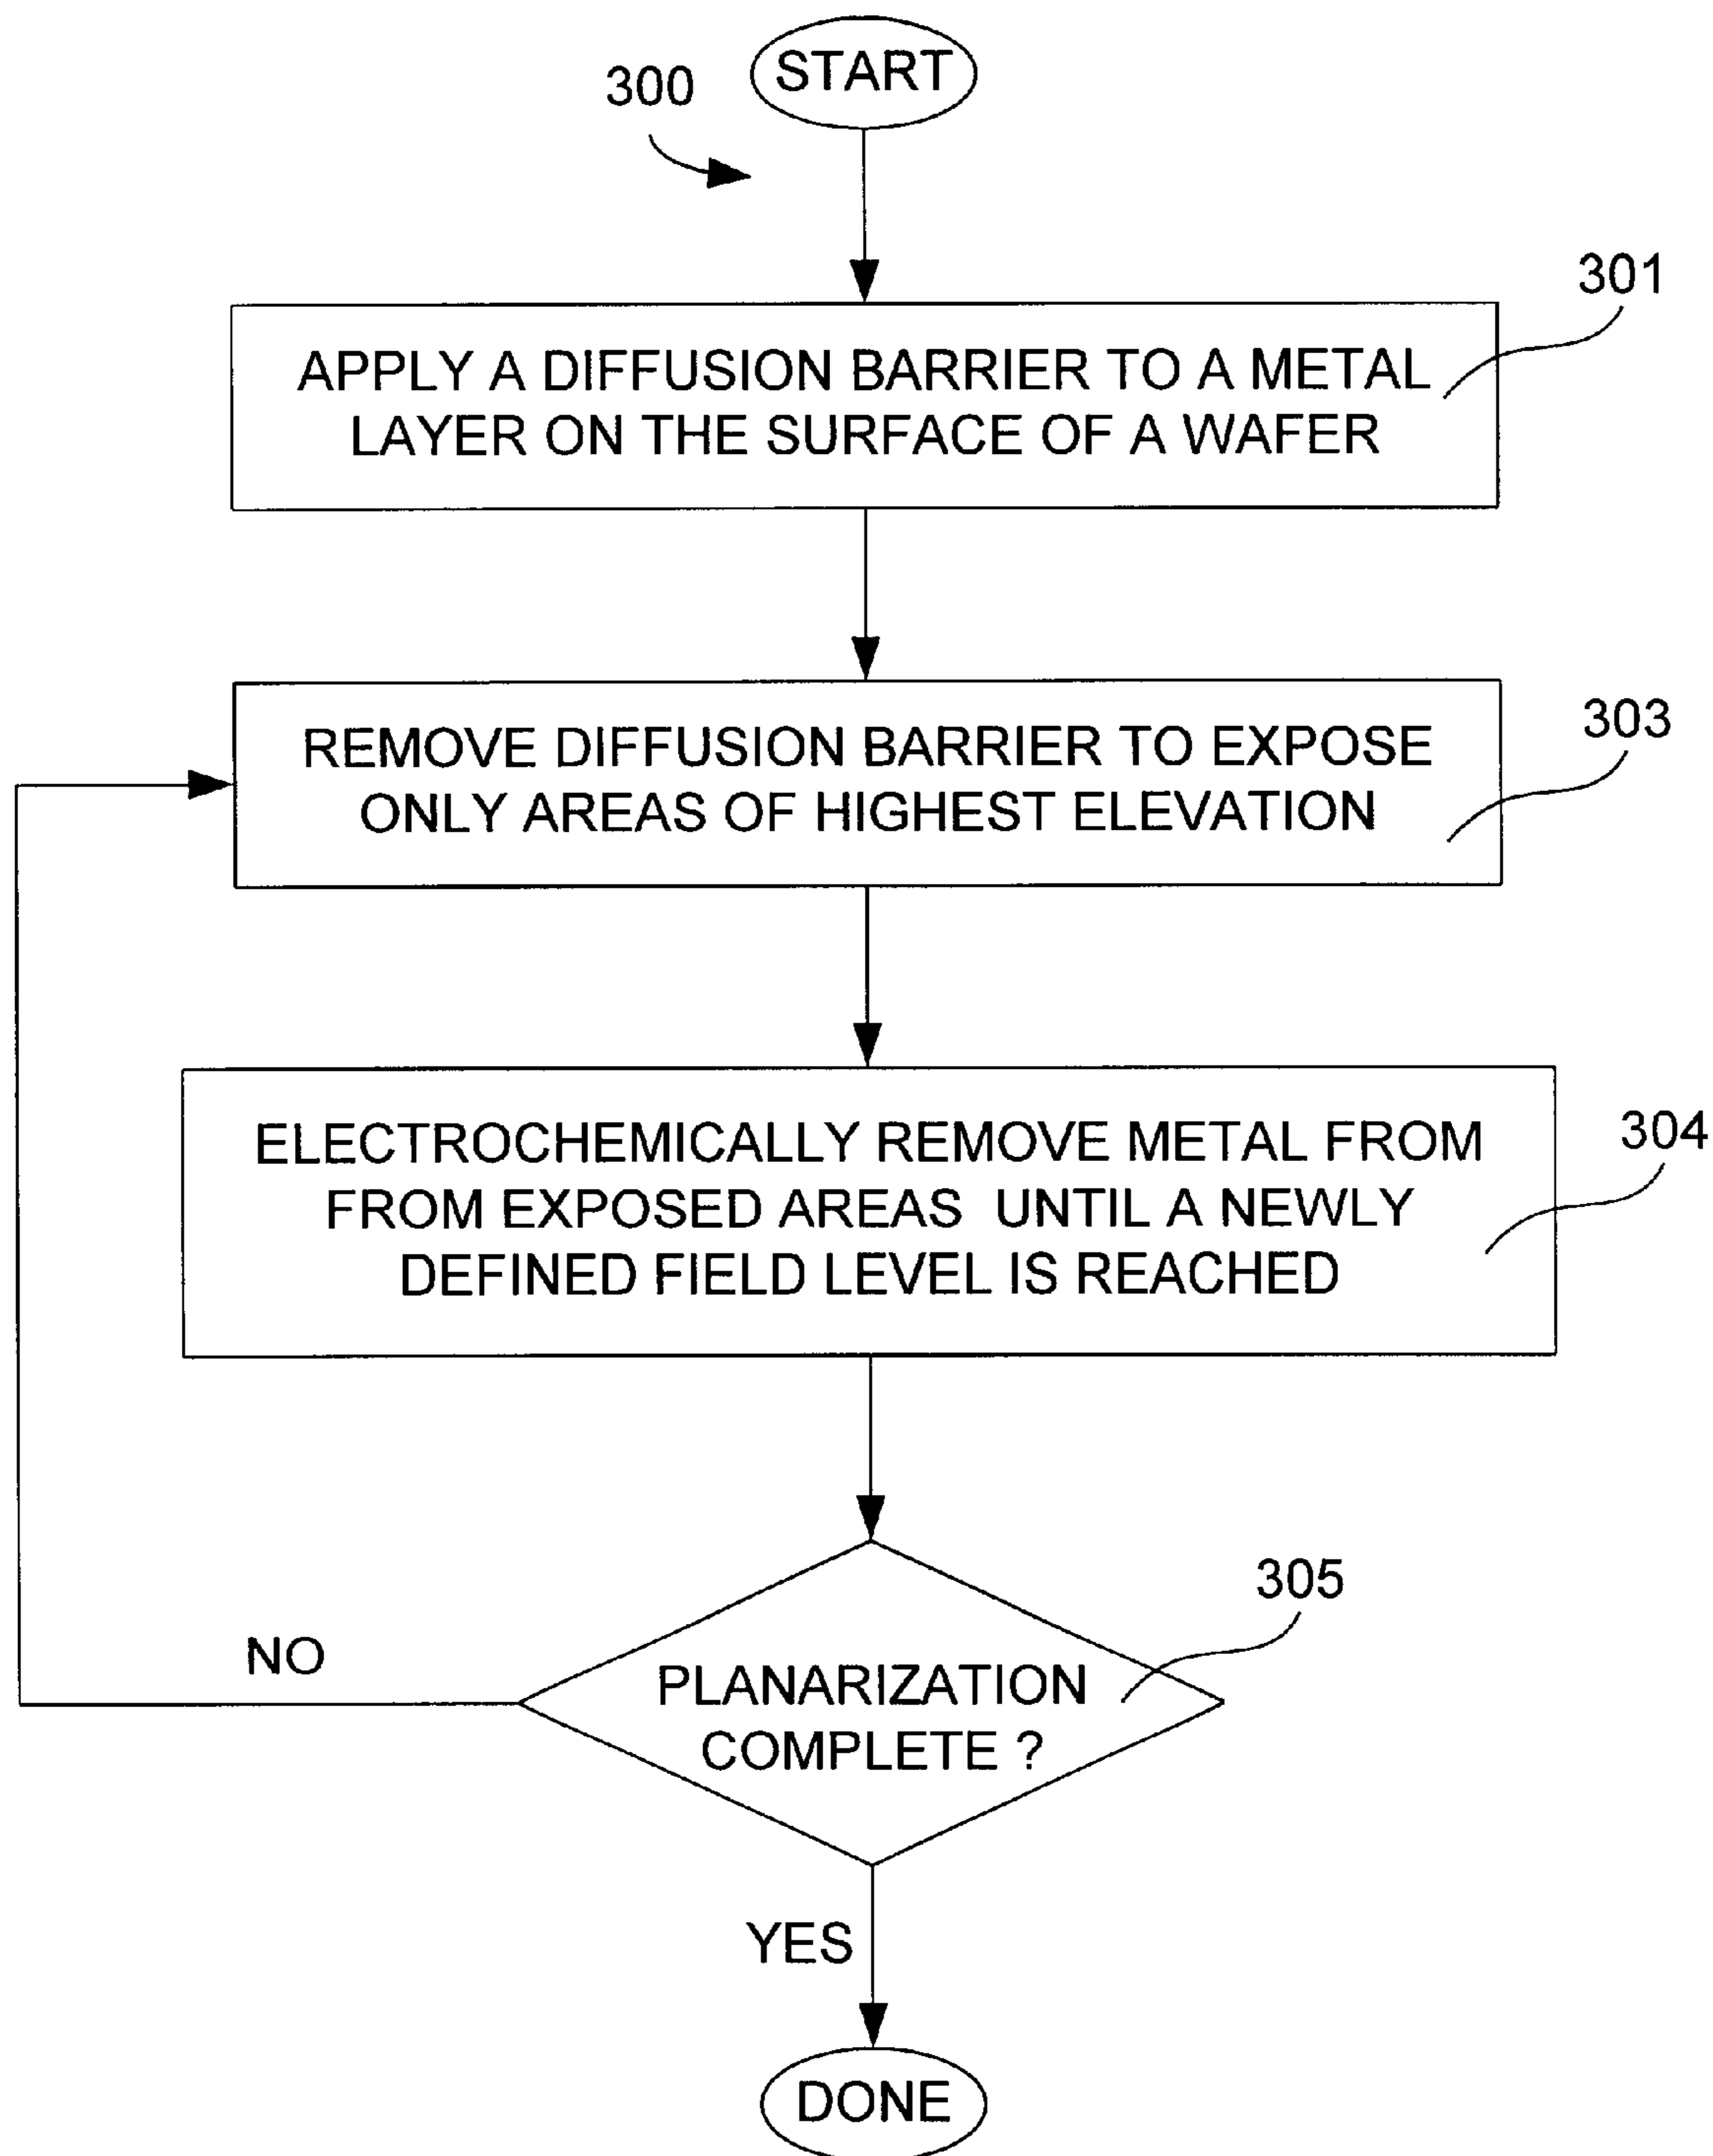 START
300
301
APPLY A DIFFUSION BARRIER TO A METAL
LAYER ON THE SURFACE OF A WAFER
303
REMOVE DIFFUSION BARRIER TO EXPOSE
ONLY AREAS OF HIGHEST ELEVATION
304
ELECTROCHEMICALLY REMOVE METAL FROM
FROM EXPOSED AREAS UNTIL A NEWLY
DEFINED FIELD LEVEL IS REACHED
305
NO
PLANARIZATION
COMPLETE ?
YES
DONE